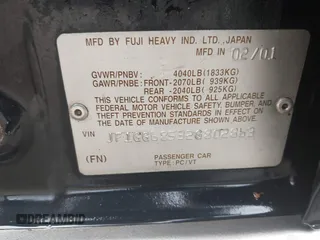 MFD BY FUJI HEAVY IND. LTD., JAPAN
MFD IN 02/01
GVWR/PNBV: 4040LB(1833KG)
GAWR/PNBE: FRONT-2070LB( 939KG)
REAR -2040LB( 925KG)
THIS VEHICLE CONFORMS TO ALL APPLICABLE
FEDERAL MOTOR VEHICLE SAFETY, BUMPER, AND
THEFT PREVENTION STANDARDS IN EFFECT ON
THE DATE OF MANUFACTURE SHOWN ABOVE.
VIN
(FN)
PASSENGER CAR
TYPE:PC/VT
DREAMBID